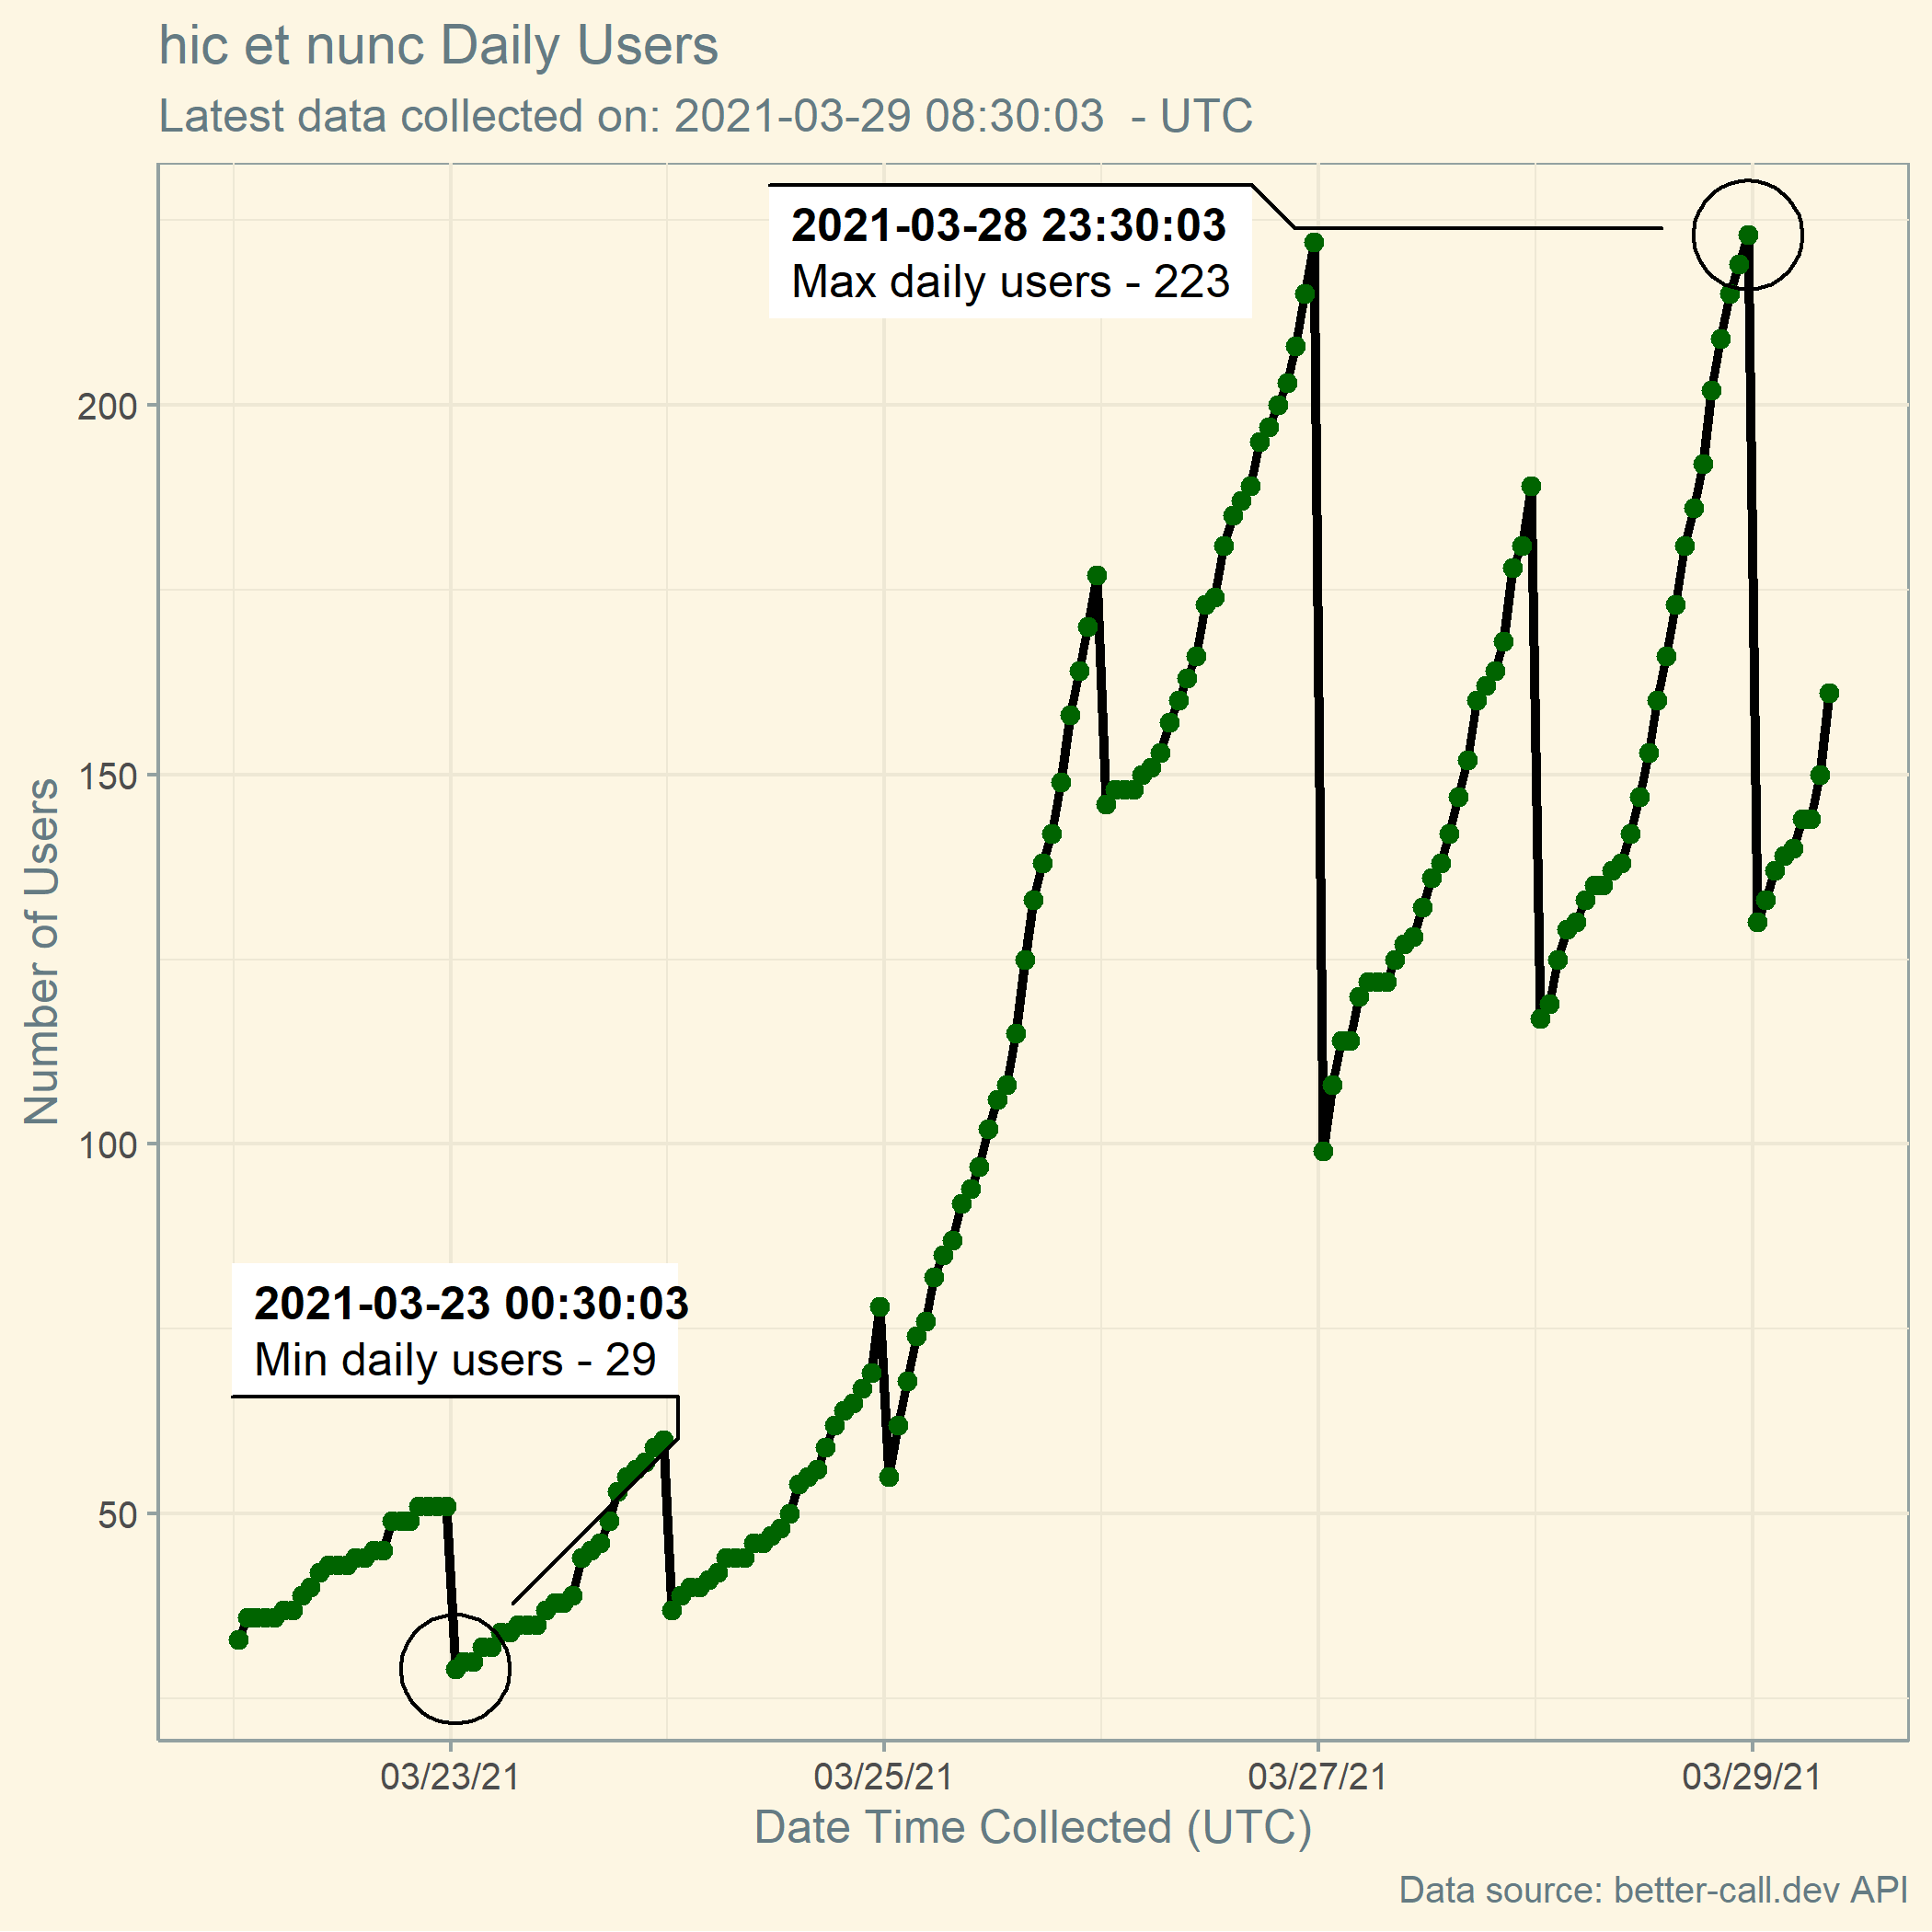 hic et nunc Daily Users
Latest data collected on: 2021-03-29 08:30:03  - UTC
2021-03-28 23:30:03
Max daily users - 223
200
150
100
50
Number of Users
2021-03-23 00:30:03
Min daily users - 29
03/23/21
03/25/21
03/27/21
03/29/21
Date Time Collected (UTC)
Data source: better-call.dev API